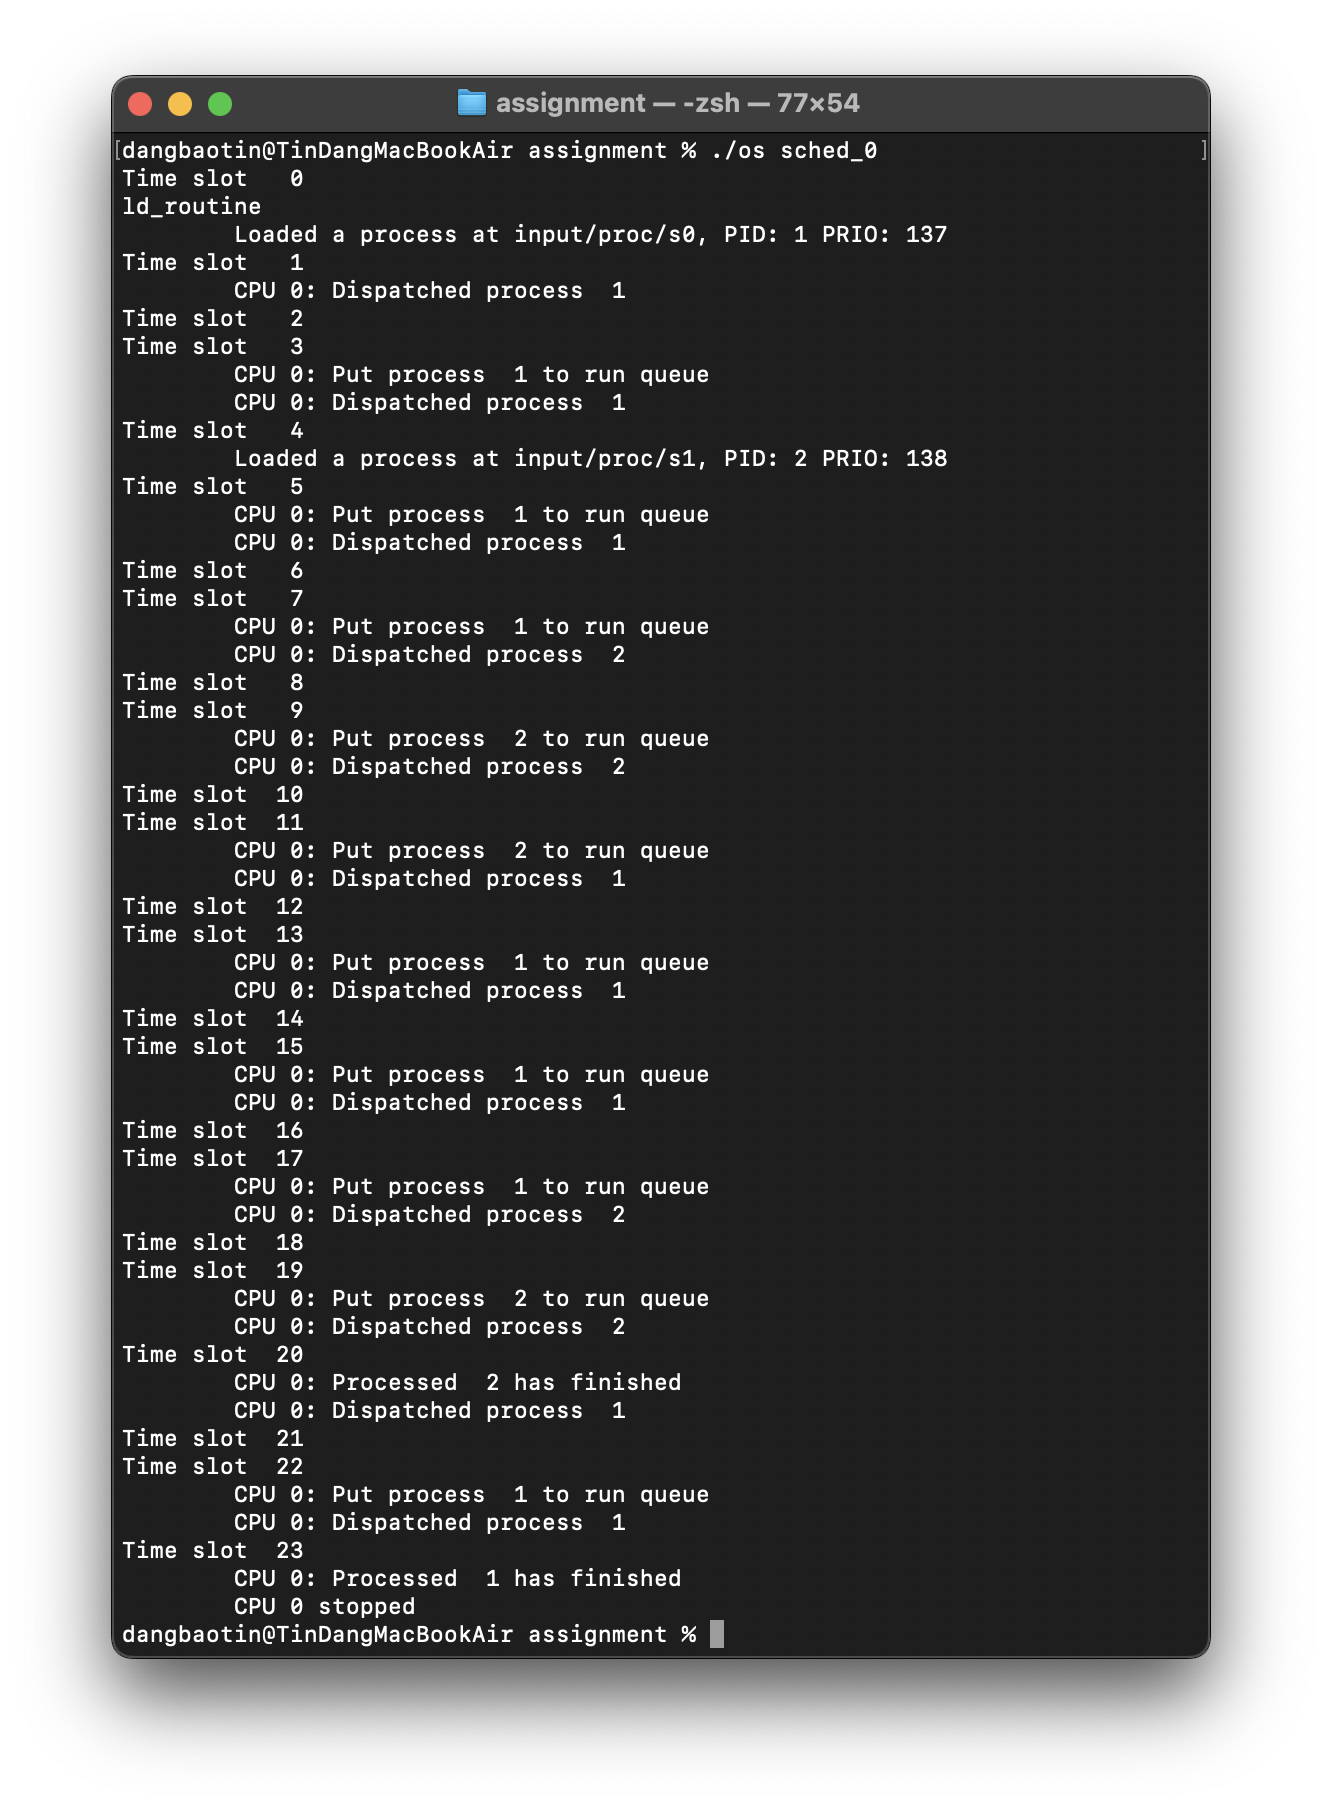 assignment — -zsh — 77×54
[dangbaotin@TinDangMacBookAir assignment % ./os sched_0 ]
Time slot   0
ld_routine
        Loaded a process at input/proc/s0, PID: 1 PRIO: 137
Time slot   1
        CPU 0: Dispatched process  1
Time slot   2
Time slot   3
        CPU 0: Put process  1 to run queue
        CPU 0: Dispatched process  1
Time slot   4
        Loaded a process at input/proc/s1, PID: 2 PRIO: 138
Time slot   5
        CPU 0: Put process  1 to run queue
        CPU 0: Dispatched process  1
Time slot   6
Time slot   7
        CPU 0: Put process  1 to run queue
        CPU 0: Dispatched process  2
Time slot   8
Time slot   9
        CPU 0: Put process  2 to run queue
        CPU 0: Dispatched process  2
Time slot  10
Time slot  11
        CPU 0: Put process  2 to run queue
        CPU 0: Dispatched process  1
Time slot  12
Time slot  13
        CPU 0: Put process  1 to run queue
        CPU 0: Dispatched process  1
Time slot  14
Time slot  15
        CPU 0: Put process  1 to run queue
        CPU 0: Dispatched process  1
Time slot  16
Time slot  17
        CPU 0: Put process  1 to run queue
        CPU 0: Dispatched process  2
Time slot  18
Time slot  19
        CPU 0: Put process  2 to run queue
        CPU 0: Dispatched process  2
Time slot  20
        CPU 0: Processed  2 has finished
        CPU 0: Dispatched process  1
Time slot  21
Time slot  22
        CPU 0: Put process  1 to run queue
        CPU 0: Dispatched process  1
Time slot  23
        CPU 0: Processed  1 has finished
        CPU 0 stopped
dangbaotin@TinDangMacBookAir assignment %